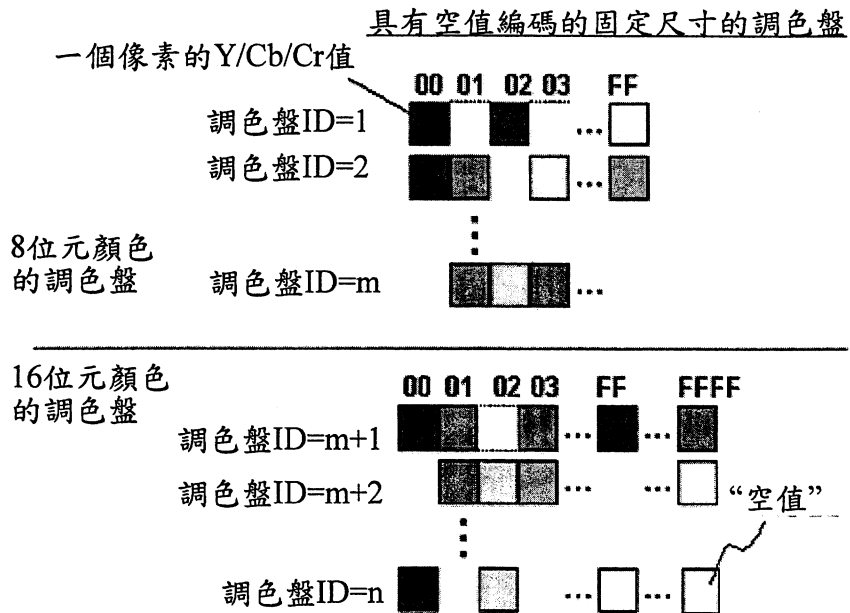 具有空值編碼的固定尺寸的調色盤
一個像素的Y/Cb/Cr值
00 01 02 03 FF
調色盤ID=1 ...
調色盤ID=2 ...
8位元顏色
的調色盤
調色盤ID=m ...
16位元顏色
的調色盤
00 01 02 03 FF FFFF
調色盤ID=m+1 ... ...
調色盤ID=m+2 ... ...
“空值”
調色盤ID=n ... ...